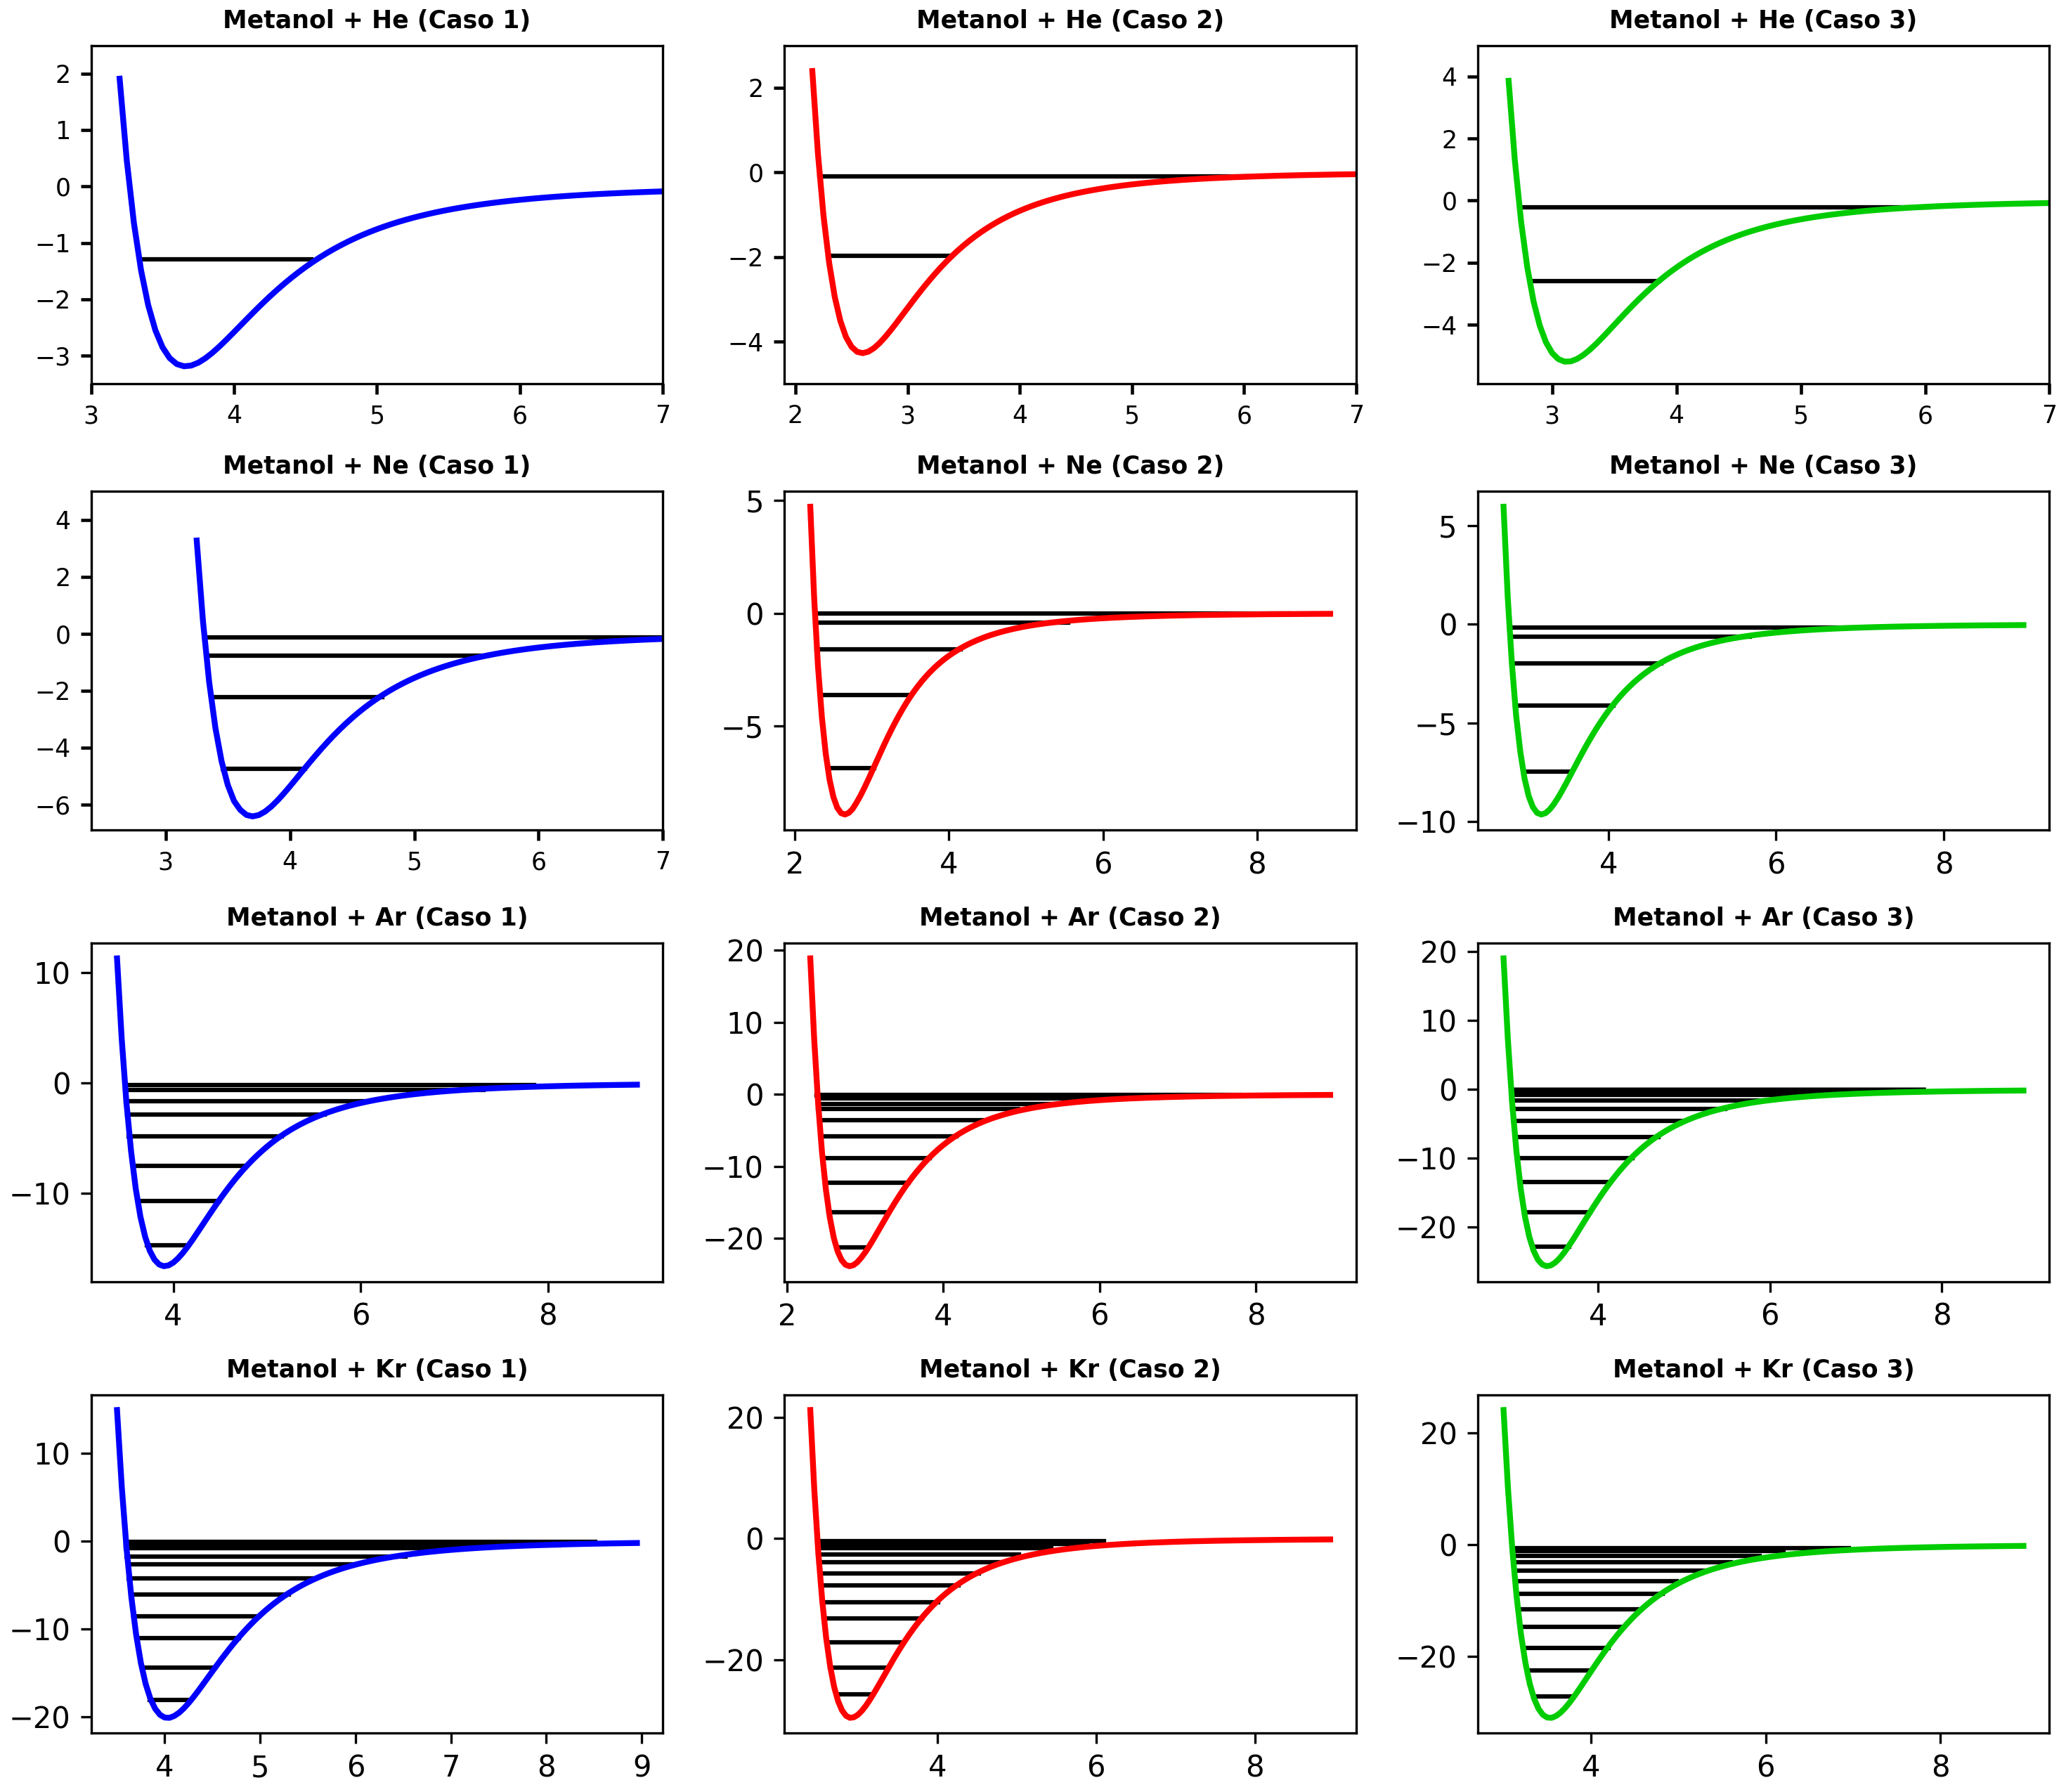 Metanol + He (Caso 1)
2
1
0
−1
−2
−3
3 4 5 6 7
Metanol + He (Caso 2)
2
0
−2
−4
2 3 4 5 6 7
Metanol + He (Caso 3)
4
2
0
−2
−4
3 4 5 6 7
Metanol + Ne (Caso 1)
4
2
0
−2
−4
−6
3 4 5 6 7
Metanol + Ne (Caso 2)
5
0
−5
2 4 6 8
Metanol + Ne (Caso 3)
5
0
−5
−10
4 6 8
Metanol + Ar (Caso 1)
10
0
−10
4 6 8
Metanol + Ar (Caso 2)
20
10
0
−10
−20
2 4 6 8
Metanol + Ar (Caso 3)
20
10
0
−10
−20
4 6 8
Metanol + Kr (Caso 1)
10
0
−10
−20
4 5 6 7 8 9
Metanol + Kr (Caso 2)
20
0
−20
4 6 8
Metanol + Kr (Caso 3)
20
0
−20
4 6 8